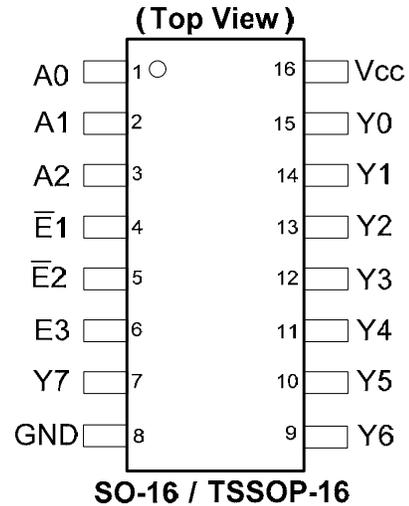 (Top View)
A0 1 16 Vcc
A1 2 15 Y0
A2 3 14 Y1
E̅1 4 13 Y2
E̅2 5 12 Y3
E3 6 11 Y4
Y7 7 10 Y5
GND 8 9 Y6
SO-16 / TSSOP-16